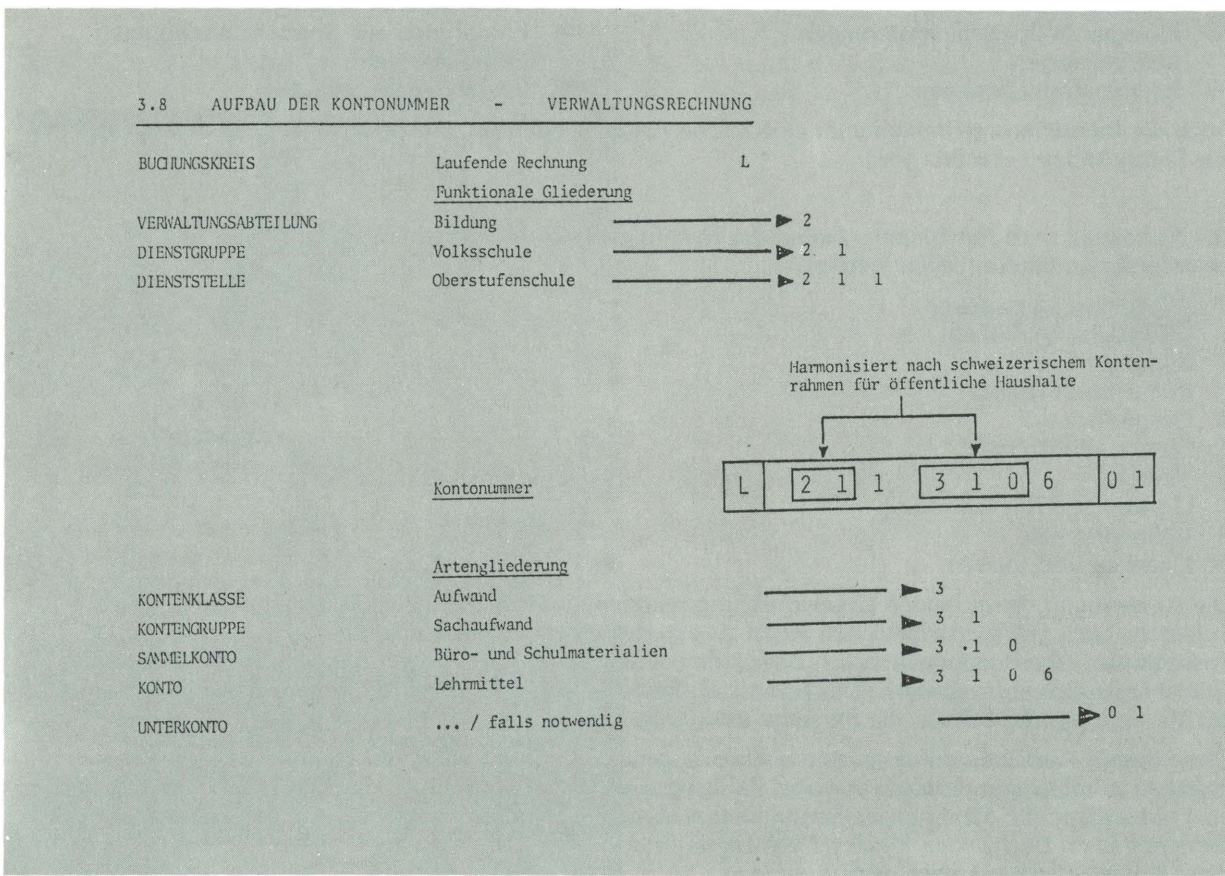 3.8 AUFBAU DER KONTONUMMER - VERWALTUNGSRECHNUNG
BUCHUNGSKREIS Laufende Rechnung L
Funktionale Gliederung
VERWALTUNGSABTEILUNG Bildung 2
DIENSTGRUPPE Volksschule 2 1
DIENSTSTELLE Oberstufenschule 2 1 1
Harmonisiert nach schweizerischem Konten-
rahmen für öffentliche Haushalte
Kontonummer L 2 1 1 3 1 0 6 0 1
Artengliederung
KONTENKLASSE Aufwand 3
KONTENGRUPPE Sachaufwand 3 1
SAMMELKONTO Büro- und Schulmaterialien 3 1 0
KONTO Lehrmittel 3 1 0 6
UNTERKONTO ... / falls notwendig 0 1